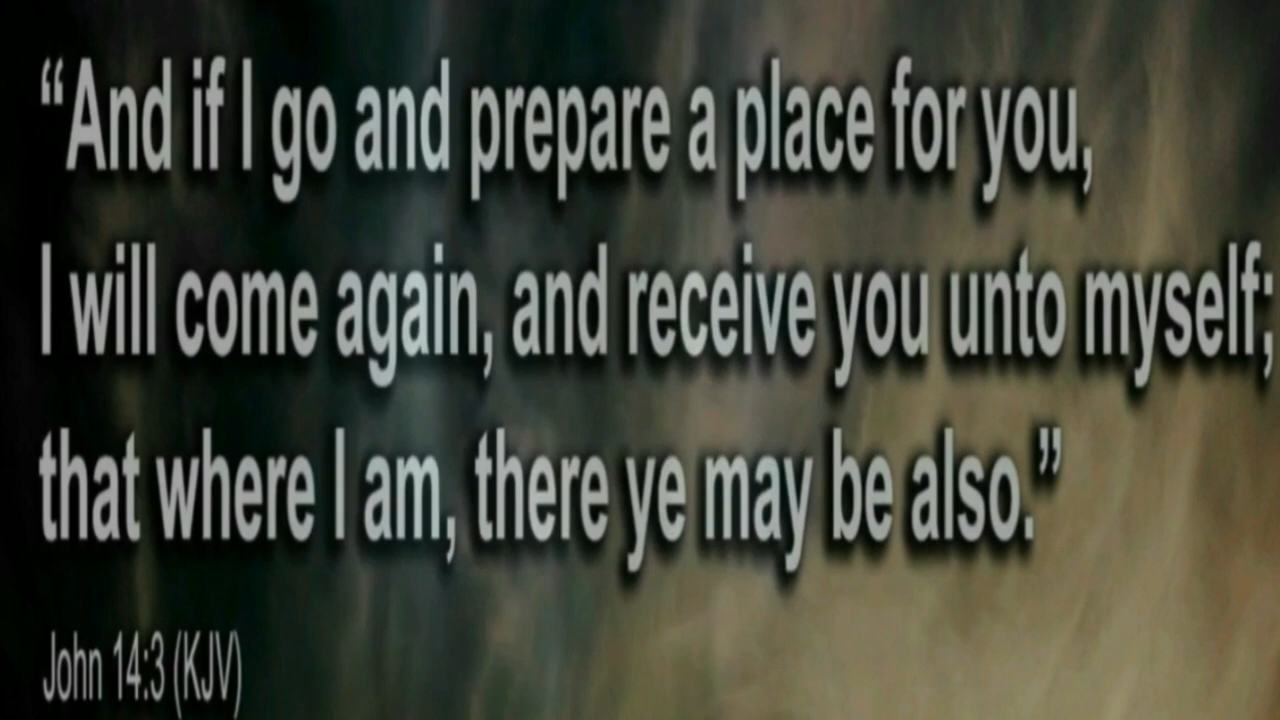 “And if I go and prepare a place for you,
I will come again, and receive you unto myself;
that where I am, there ye may be also.”
John 14:3 (KJV)